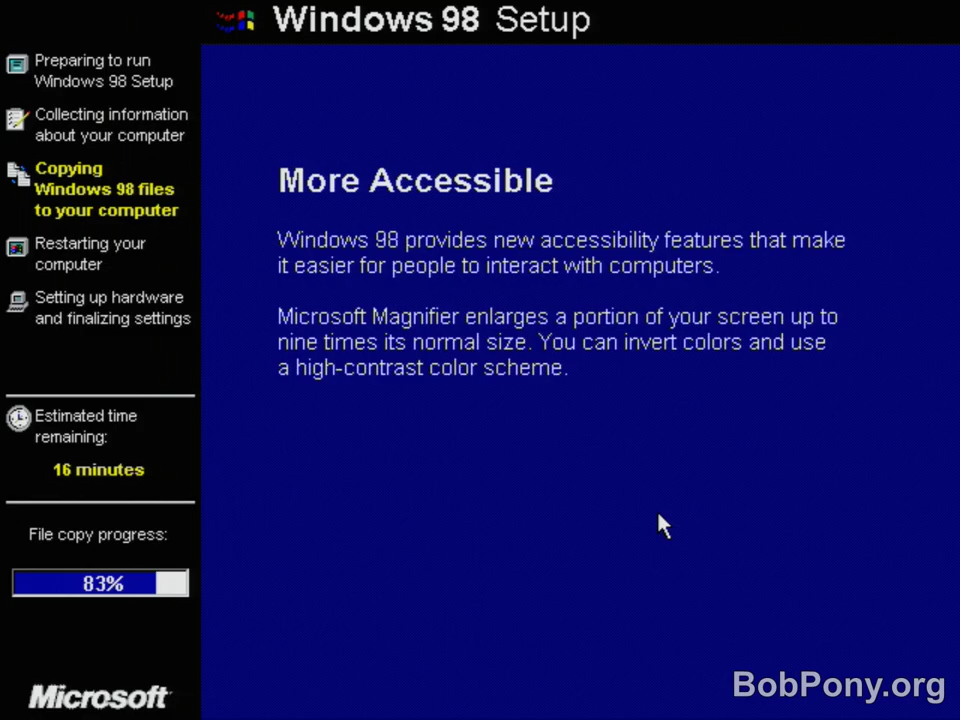 Windows 98 Setup
Preparing to run
Windows 98 Setup
Collecting information
about your computer
Copying
Windows 98 files
to your computer
Restarting your
computer
Setting up hardware
and finalizing settings
Estimated time
remaining:
16 minutes
File copy progress:
83%
Microsoft
More Accessible
Windows 98 provides new accessibility features that make
it easier for people to interact with computers.
Microsoft Magnifier enlarges a portion of your screen up to
nine times its normal size. You can invert colors and use
a high-contrast color scheme.
BobPony.org